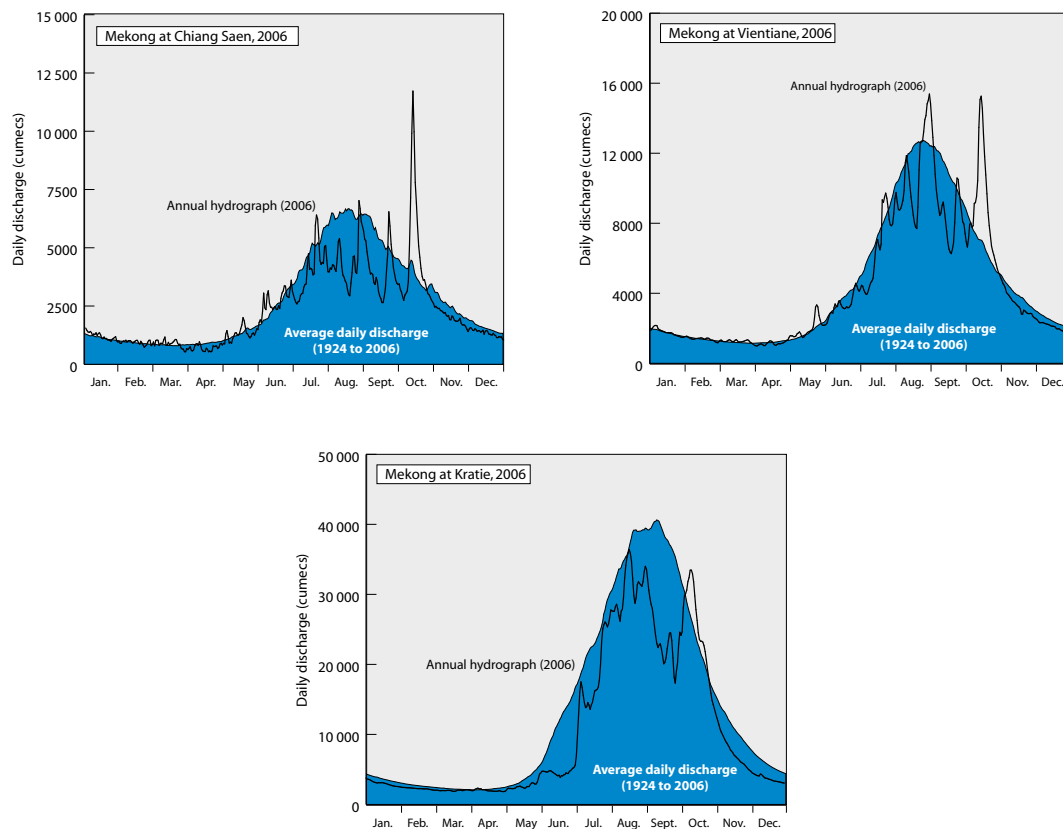 Mekong at Chiang Saen, 2006
Daily discharge (cumecs)
15 000
12 500
10 000
7500
5000
2500
0
Annual hydrograph (2006)
Average daily discharge
(1924 to 2006)
Jan. Feb. Mar. Apr. May Jun. Jul. Aug. Sept. Oct. Nov. Dec.
Mekong at Vientiane, 2006
Daily discharge (cumecs)
20 000
16 000
12 000
8000
4000
0
Annual hydrograph (2006)
Average daily discharge
(1924 to 2006)
Jan. Feb. Mar. Apr. May Jun. Jul. Aug. Sept. Oct. Nov. Dec.
Mekong at Kratie, 2006
Daily discharge (cumecs)
50 000
40 000
30 000
20 000
10 000
0
Annual hydrograph (2006)
Average daily discharge
(1924 to 2006)
Jan. Feb. Mar. Apr. May Jun. Jul. Aug. Sept. Oct. Nov. Dec.